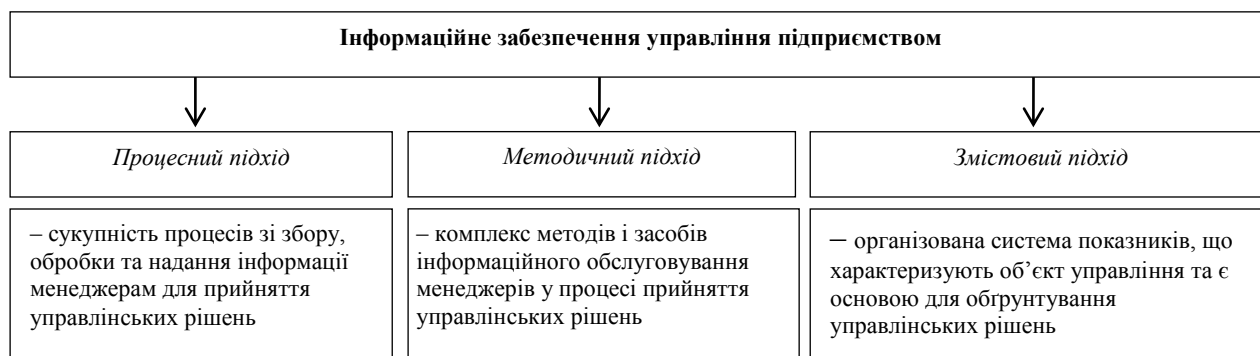 Інформаційне забезпечення управління підприємством
Процесний підхід
Методичний підхід
Змістовий підхід
– сукупність процесів зі збору,
обробки та надання інформації
менеджерам для прийняття
управлінських рішень
– комплекс методів і засобів
інформаційного обслуговування
менеджерів у процесі прийняття
управлінських рішень
– організована система показників, що
характеризують об’єкт управління та є
основою для обґрунтування
управлінських рішень